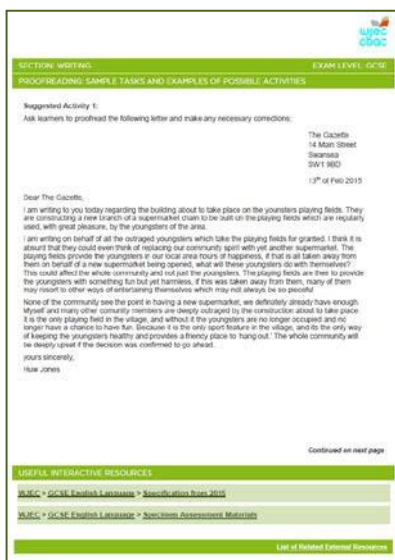 wjec
cbac
SECTION: WRITING EXAM LEVEL: GCSE
PROOFREADING: SAMPLE TASKS AND EXAMPLES OF POSSIBLE ACTIVITIES
Suggested Activity 1:
Ask learners to proofread the following letter and make any necessary corrections:
The Gazette
14 Main Street
Swansea
SW1 9BD
13th of Feb 2015
Dear The Gazette,
I am writing to you today regarding the building about to take place on the youngsters playing fields. They
are constructing a new branch of a supermarket chain to be built on the playing fields which are regularly
used, with great pleasure, by the youngsters of the area.
I am writing on behalf of all the outraged youngsters which take the playing fields for granted. I think it is
absurd that they could even think of replacing our community spirit with yet another supermarket. The
playing fields provide the youngsters in our local area hours of happiness, if that is all taken away from
them on behalf of a new supermarket being opened, what will these youngsters do with themselves?
This could affect the whole community and not just the youngsters. The playing fields are their to provide
the youngsters with something fun but yet harmless, if this was taken away from them, many of them
may resort to other ways of entertaining themselves which may not always be so
None of the community see the point in having a new supermarket, we definately already have enough.
Myself and many other comunity members are deeply outraged by the construction about to take place.
It is the only playing field in the village, and without it the youngsters are no longer occupied and no
longer have a chance to have fun. Because it is the only sport feature in the village, and its the only way
of keeping the youngsters healthy and provides a place to 'hang out.' The whole community will
be deeply upset if the decision was confirmed to go ahead.
yours sincerely,
Huw Jones
Continued on next page
USEFUL INTERACTIVE RESOURCES
WJEC > GCSE English Language > Specification from 2015
WJEC > GCSE English Language > Specimen Assessment Materials
List of Related External Resources